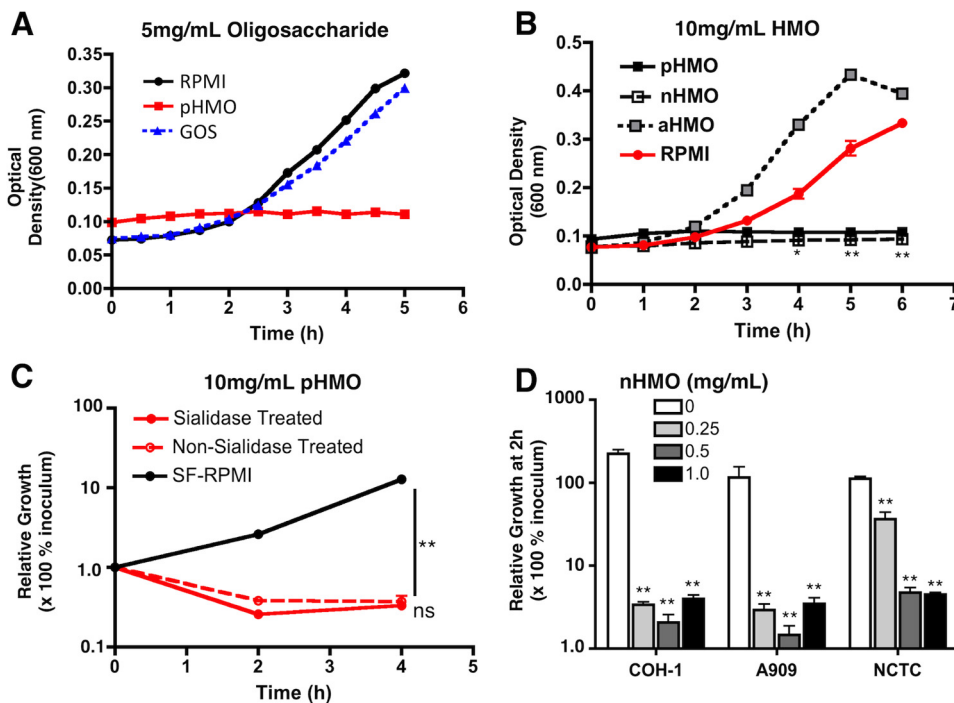 A
5mg/mL Oligosaccharide
RPMI
pHMO
GOS
Optical
Density(600 nm)
0.35
0.30
0.25
0.20
0.15
0.10
0.05
0.00
0 1 2 3 4 5 6
Time (h)
B
10mg/mL HMO
pHMO
nHMO
aHMO
RPMI
Optical Density
(600 nm)
0.5
0.4
0.3
0.2
0.1
0.0
* ** **
0 1 2 3 4 5 6 7
Time (h)
C
10mg/mL pHMO
Sialidase Treated
Non-Sialidase Treated
SF-RPMI
Relative Growth
(x 100 % inoculum)
100
10
1.0
0.1
**
ns
0 1 2 3 4 5
Time (h)
D
nHMO (mg/mL)
0
0.25
0.5
1.0
Relative Growth at 2h
(x 100 % inoculum)
1000
100
10
1.0
** ** **
** ** **
** ** **
COH-1 A909 NCTC